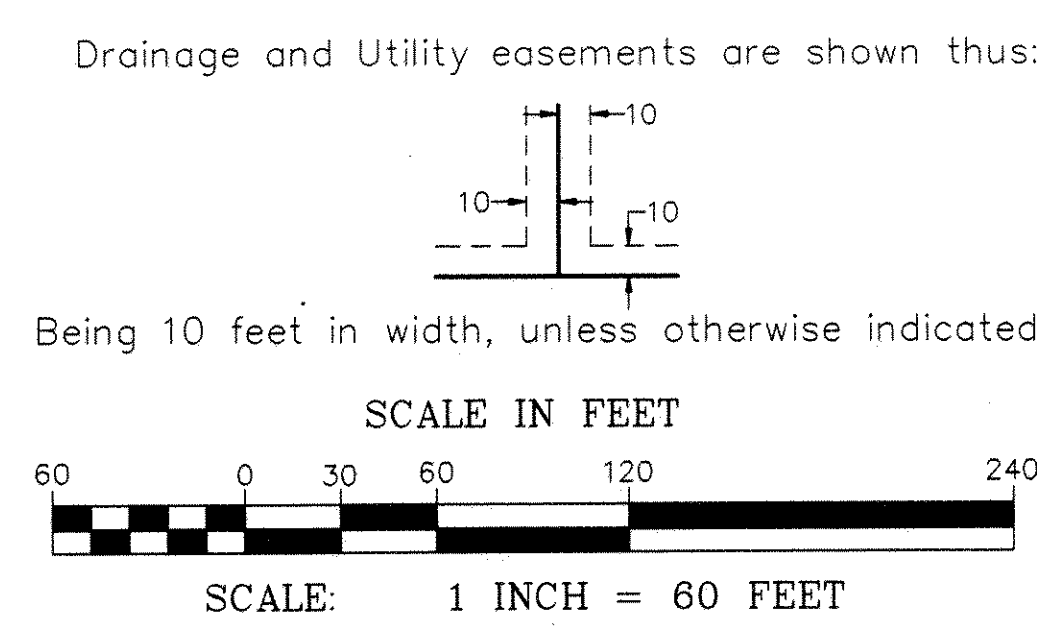 Drainage and Utility easements are shown thus:
10
10
10
Being 10 feet in width, unless otherwise indicated
SCALE IN FEET
60 0 30 60 120 240
SCALE: 1 INCH = 60 FEET